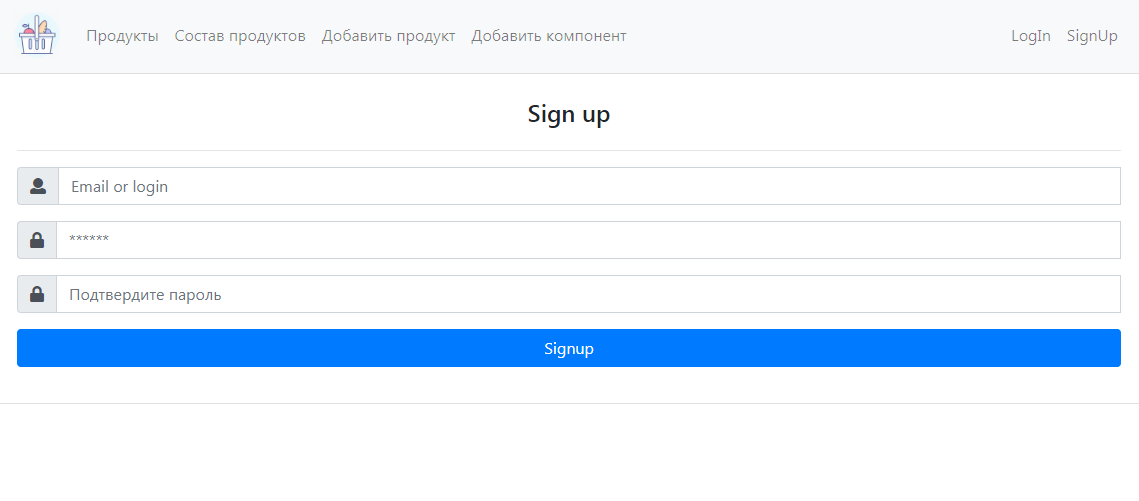 Продукты Состав продуктов Добавить продукт Добавить компонент LogIn SignUp
Sign up
Email or login
******
Подтвердите пароль
Signup